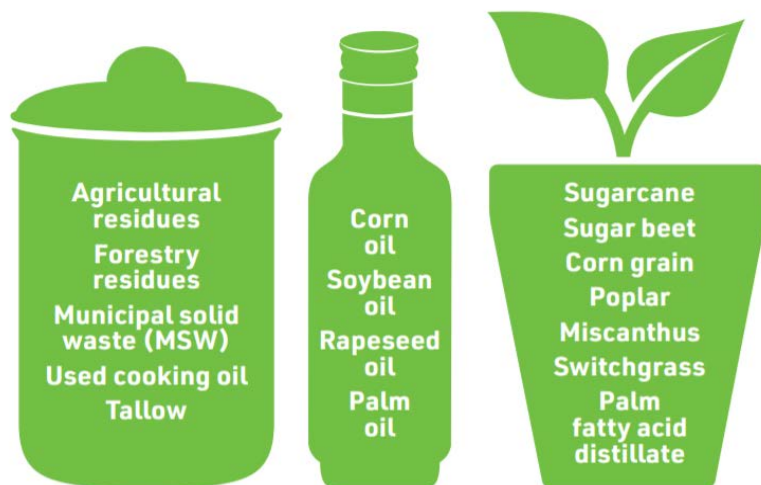 Agricultural
residues
Forestry
residues
Municipal solid
waste (MSW)
Used cooking oil
Tallow
Corn
oil
Soybean
oil
Rapeseed
oil
Palm
oil
Sugarcane
Sugar beet
Corn grain
Poplar
Miscanthus
Switchgrass
Palm
fatty acid
distillate